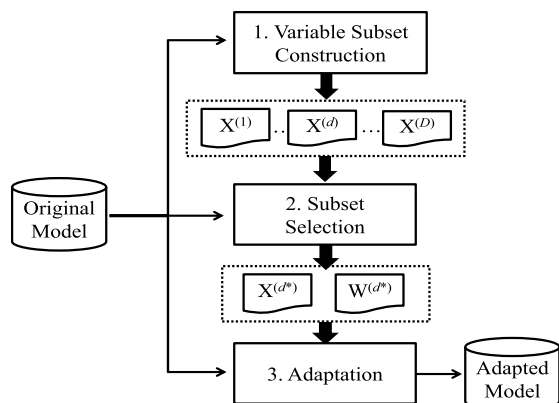 1. Variable Subset
Construction
X(1) ... X(d) ... X(D)
Original
Model
2. Subset
Selection
X(d*) W(d*)
3. Adaptation
Adapted
Model